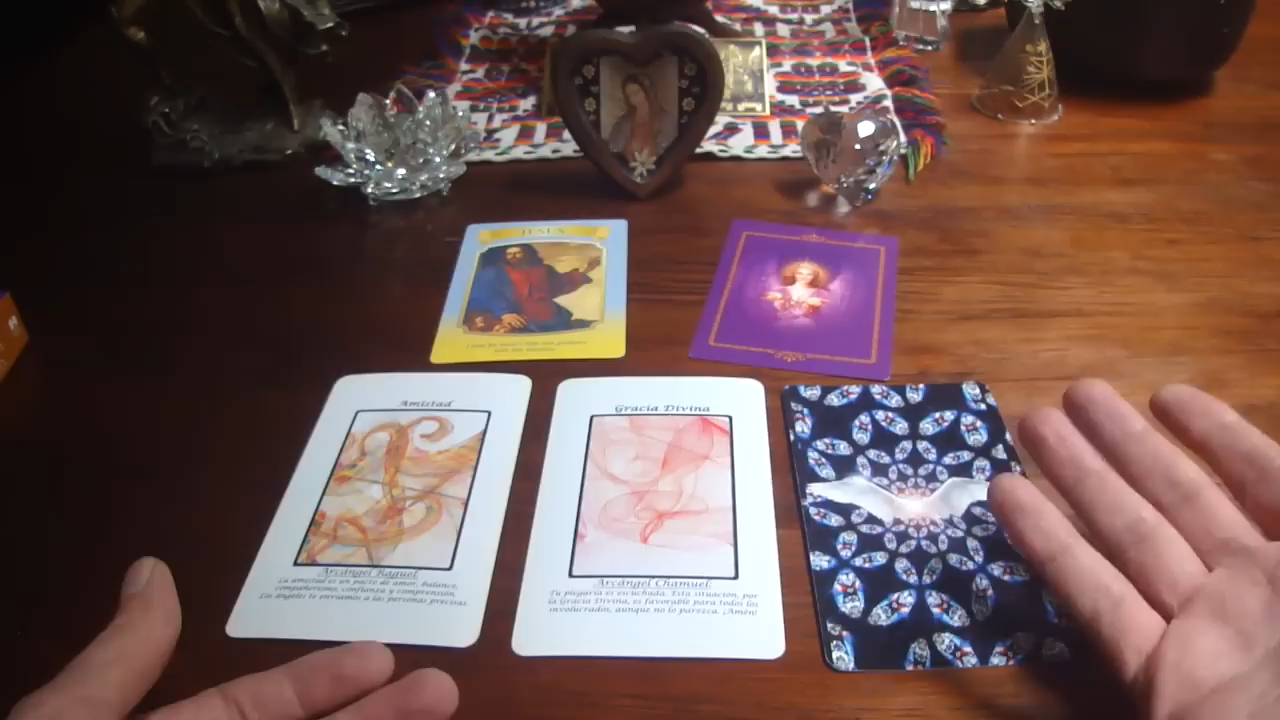 JESUS
Amistad
Arcángel Raguel
La amistad es un pacto de amor, balance,
compañerismo, confianza y comprensión.
Los ángeles te enviamos a las personas precisas.
Gracia Divina
Arcángel Chamuel
Tu plegaria es escuchada. Esta situación, por
la Gracia Divina, es favorable para todos los
involucrados, aunque no lo parezca. ¡Amén!